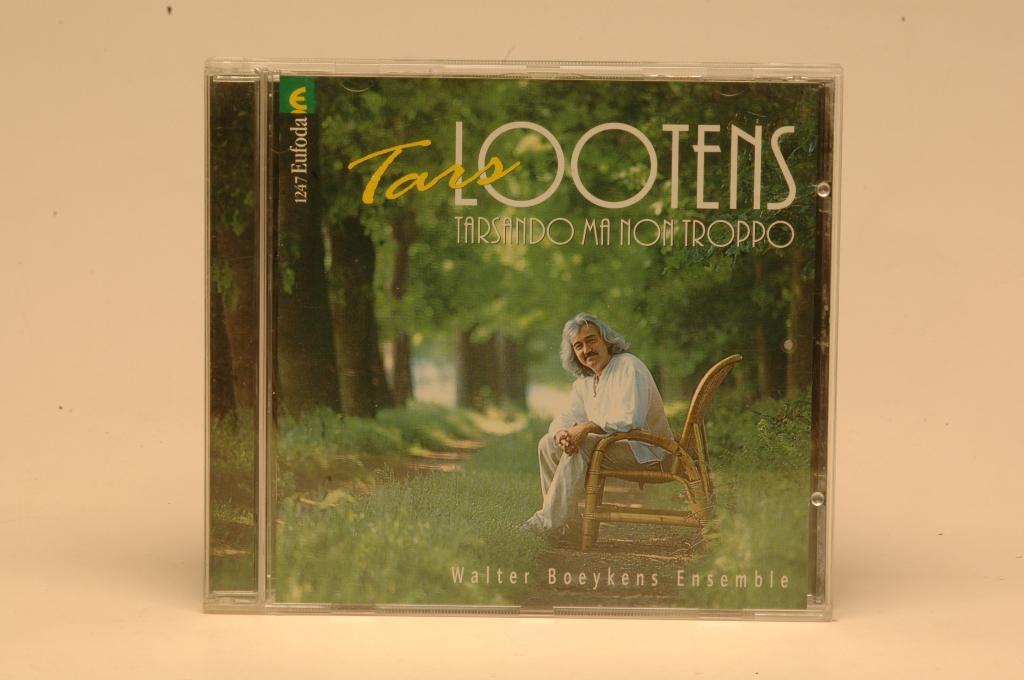 1247 Eufoda
Tars LOOTENS
TARSANDO MA NON TROPPO
Walter Boeykens Ensemble